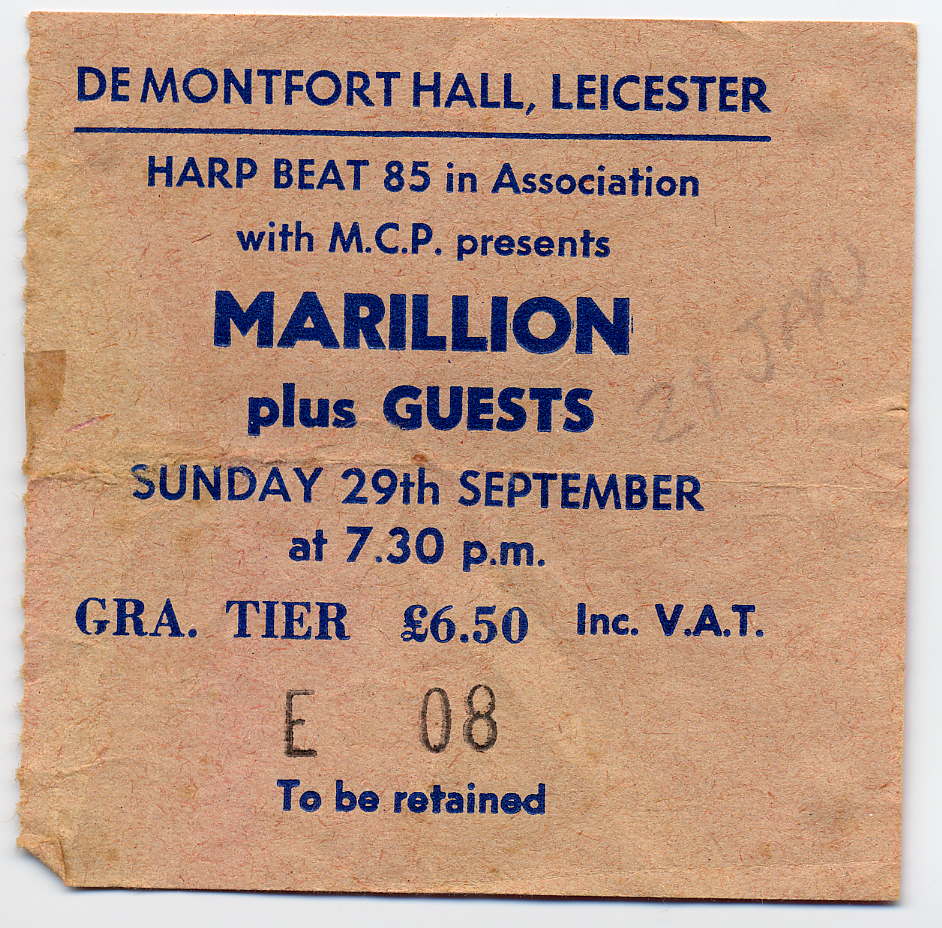 DE MONTFORT HALL, LEICESTER
HARP BEAT 85 in Association
with M.C.P. presents
MARILLION
plus GUESTS
SUNDAY 29th SEPTEMBER
at 7.30 p.m.
GRA. TIER £6.50 Inc. V.A.T.
E 08
To be retained